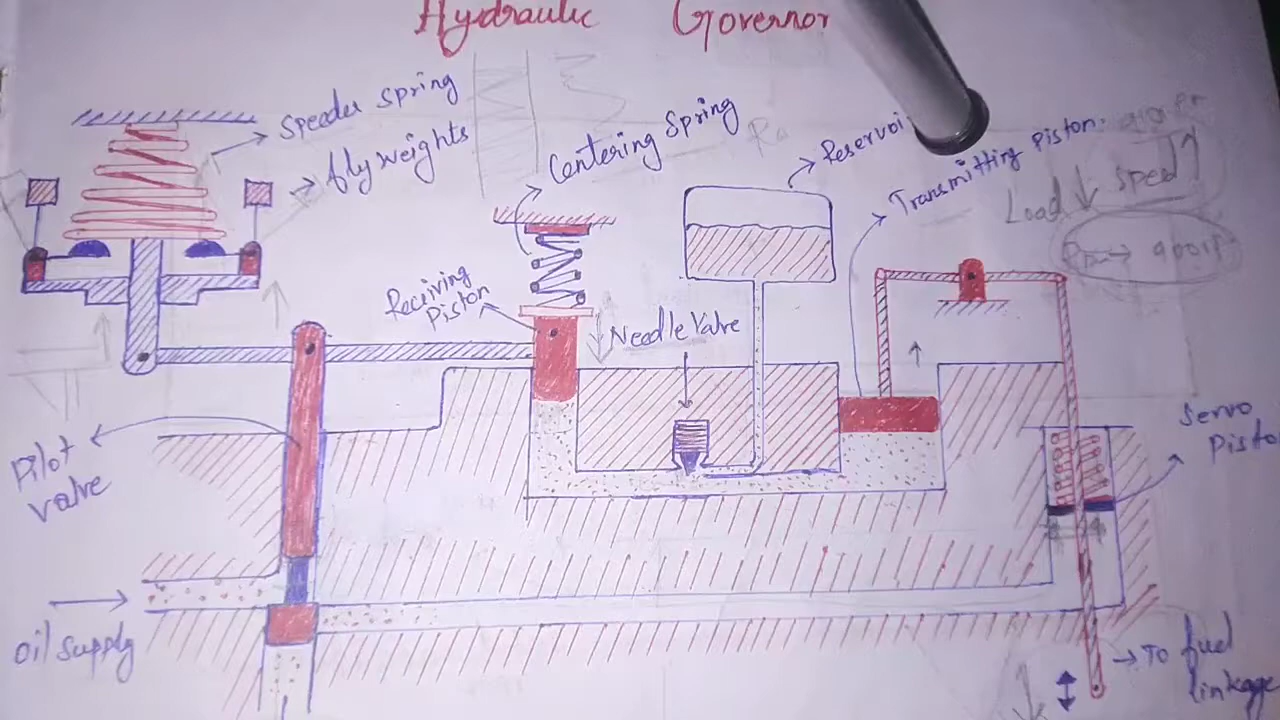 Hydraulic Governor
Speeder spring
fly weights
Centering Spring
Reservoi
Transmitting piston.
Load ↓ Speed ↑
Receiving
Piston
Needle Valve
Pilot
valve
Servo
Pisto
oil supply
To fuel
linkage